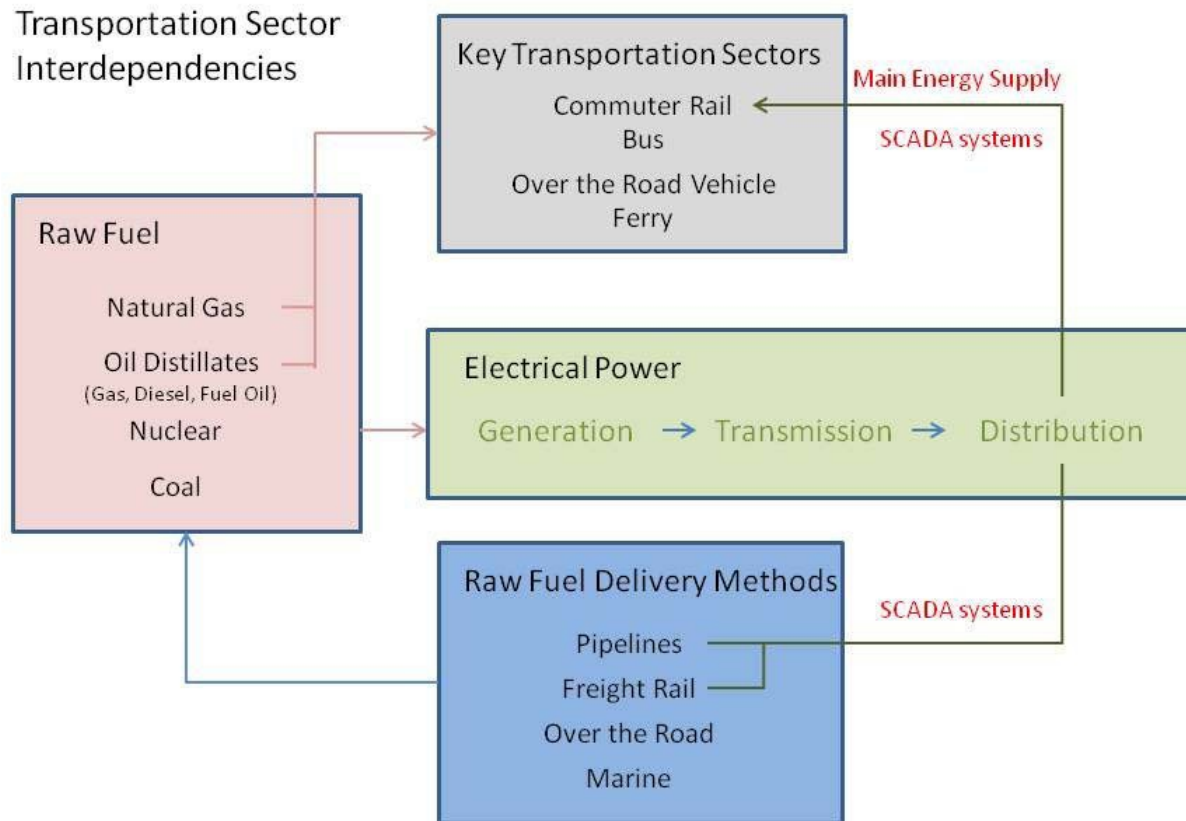 Transportation Sector
Interdependencies
Key Transportation Sectors
Commuter Rail
Bus
Over the Road Vehicle
Ferry
Main Energy Supply
SCADA systems
Raw Fuel
Natural Gas
Oil Distillates
(Gas, Diesel, Fuel Oil)
Nuclear
Coal
Electrical Power
Generation
Transmission
Distribution
Raw Fuel Delivery Methods
Pipelines
Freight Rail
Over the Road
Marine
SCADA systems